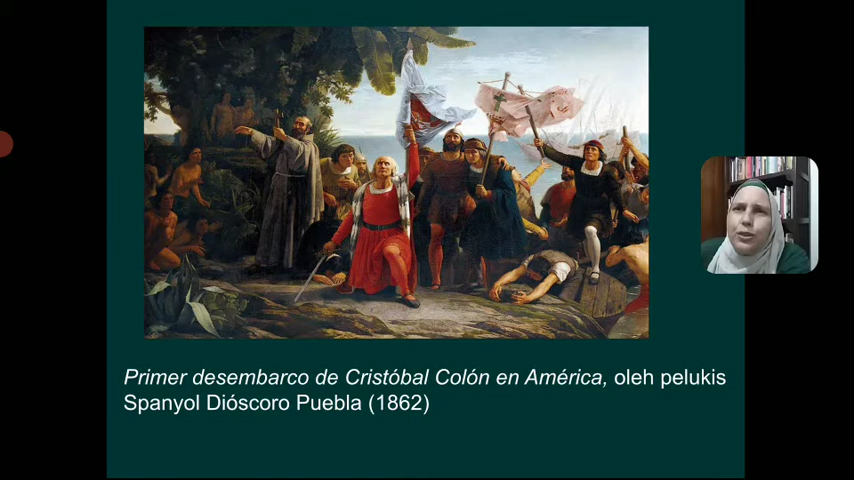 Primer desembarco de Cristóbal Colón en América, oleh pelukis
Spanyol Dióscoro Puebla (1862)